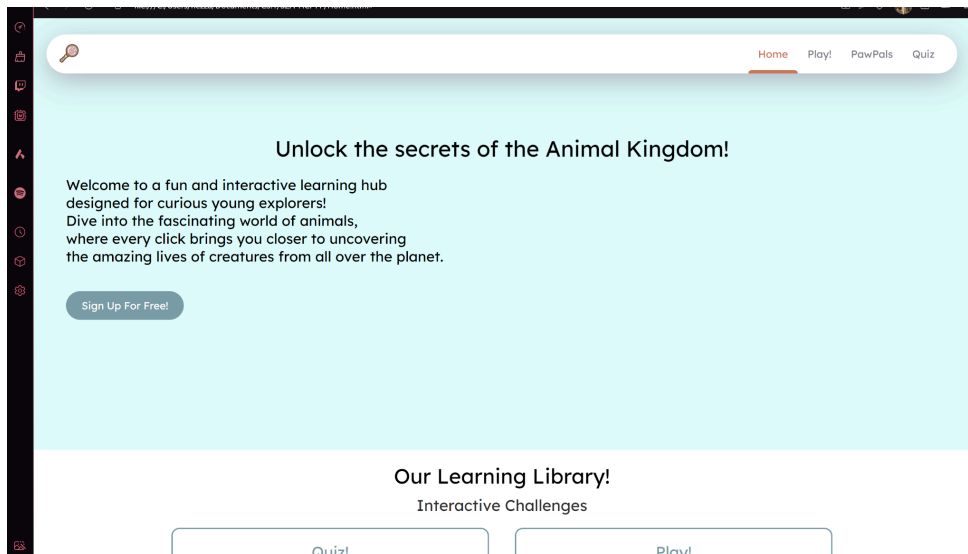 Home Play! PawPals Quiz
Unlock the secrets of the Animal Kingdom!
Welcome to a fun and interactive learning hub
designed for curious young explorers!
Dive into the fascinating world of animals,
where every click brings you closer to uncovering
the amazing lives of creatures from all over the planet.
Sign Up For Free!
Our Learning Library!
Interactive Challenges
Quiz! Play!